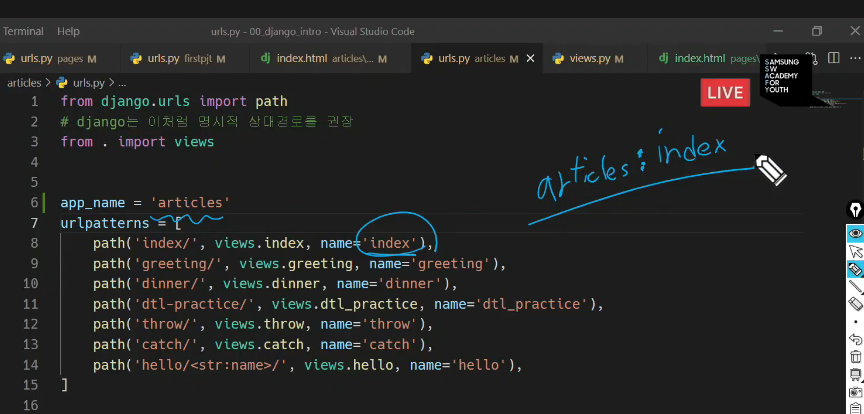 Terminal Help urls.py - 00_django_intro - Visual Studio Code
urls.py pages M urls.py firstpjt M index.html articles\... M urls.py articles M views.py M index.html pages\
articles > urls.py > ...
SAMSUNG
SW
ACADEMY
FOR
YOUTH
LIVE
1 from django.urls import path
2 # django는 이처럼 명시적 상대경로를 권장
3 from . import views
4
5
articles:index
6 app_name = 'articles'
7 urlpatterns = [
8 path('index/', views.index, name='index'),
9 path('greeting/', views.greeting, name='greeting'),
10 path('dinner/', views.dinner, name='dinner'),
11 path('dtl-practice/', views.dtl_practice, name='dtl_practice'),
12 path('throw/', views.throw, name='throw'),
13 path('catch/', views.catch, name='catch'),
14 path('hello/<str:name>/', views.hello, name='hello'),
15 ]
16